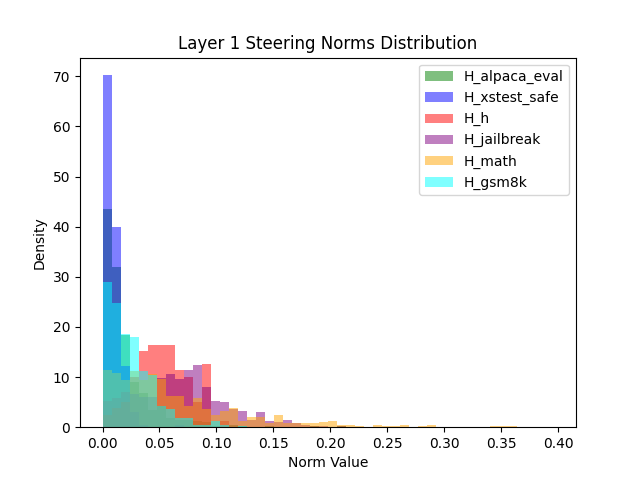 Layer 1 Steering Norms Distribution
H_alpaca_eval
H_xstest_safe
H_h
H_jailbreak
H_math
H_gsm8k
Density
70
60
50
40
30
20
10
0
0.00 0.05 0.10 0.15 0.20 0.25 0.30 0.35 0.40
Norm Value